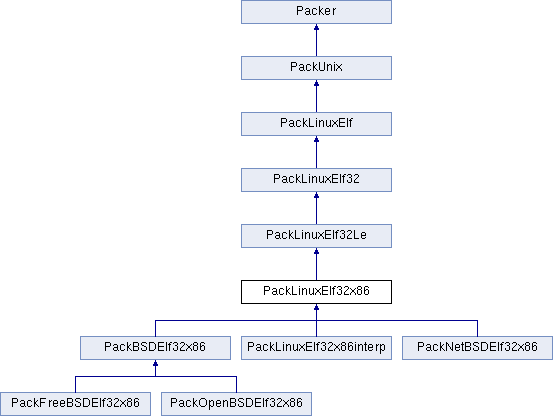 Packer
PackUnix
PackLinuxElf
PackLinuxElf32
PackLinuxElf32Le
PackLinuxElf32x86
PackBSDElf32x86
PackLinuxElf32x86interp
PackNetBSDElf32x86
PackFreeBSDElf32x86
PackOpenBSDElf32x86